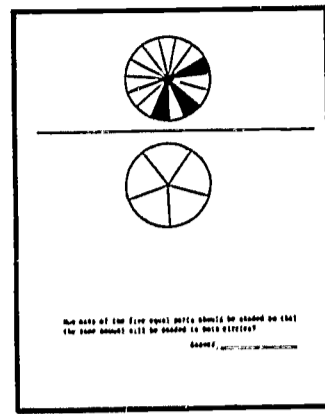 How many of the five equal parts should be shaded so that
the same amount will be shaded in both circles?
Answer